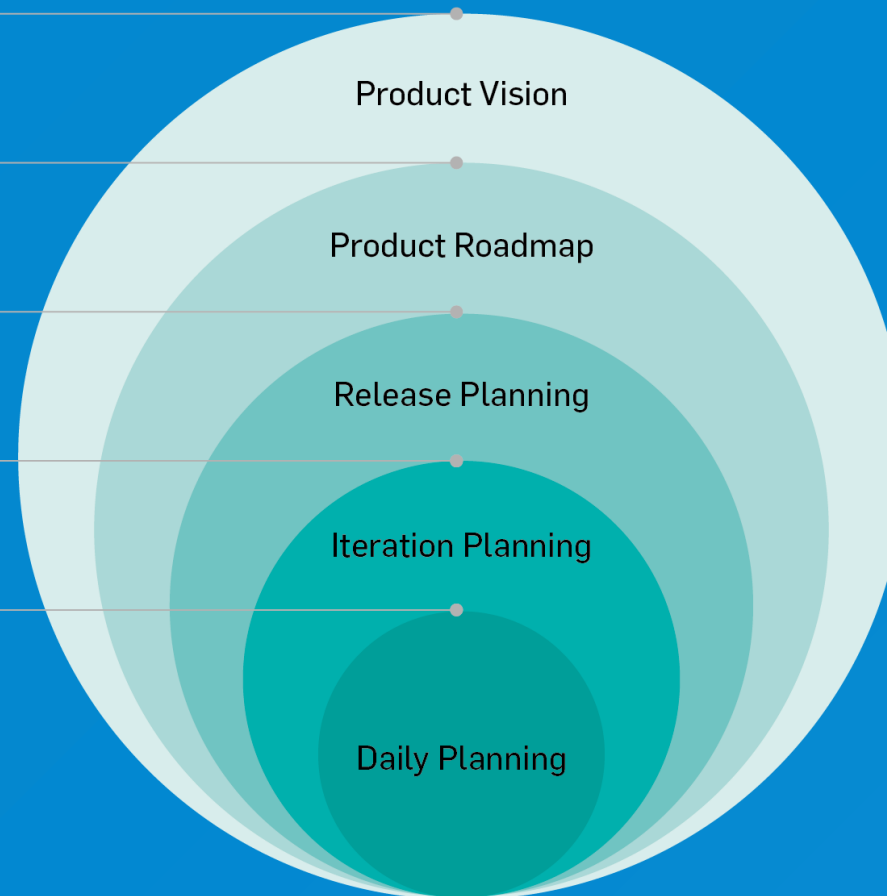 Product Vision
Product Roadmap
Release Planning
Iteration Planning
Daily Planning